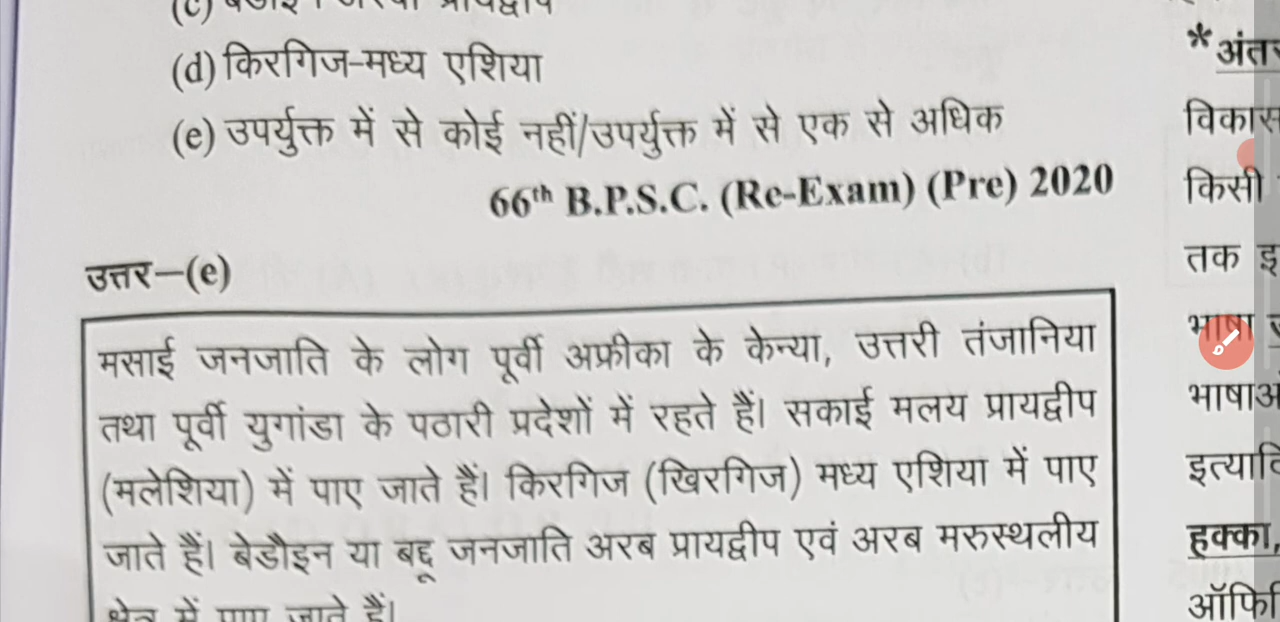 (d) किरगिज-मध्य एशिया
(e) उपर्युक्त में से कोई नहीं/उपर्युक्त में से एक से अधिक
66th B.P.S.C. (Re-Exam) (Pre) 2020
उत्तर–(e)
मसाई जनजाति के लोग पूर्वी अफ्रीका के केन्या, उत्तरी तंजानिया
तथा पूर्वी युगांडा के पठारी प्रदेशों में रहते हैं। सकाई मलय प्रायद्वीप
(मलेशिया) में पाए जाते हैं। किरगिज (खिरगिज) मध्य एशिया में पाए
जाते हैं। बेडौइन या बद्दू जनजाति अरब प्रायद्वीप एवं अरब मरुस्थलीय
क्षेत्र में पाए जाते हैं।
*अंतर
विकास
किसी
तक इ
भाषा
भाषाओं
हक्का,